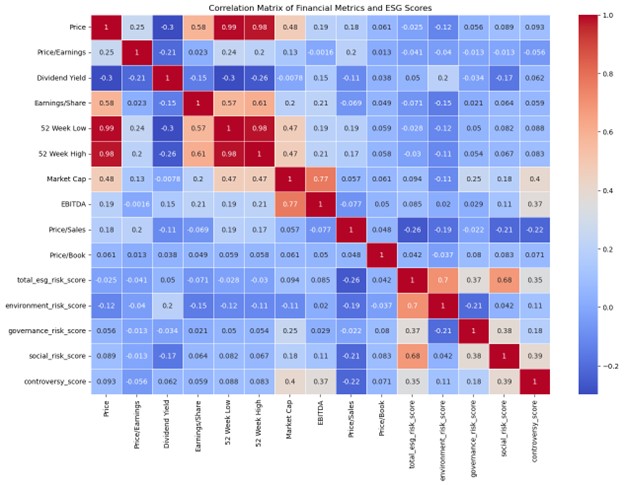 Correlation Matrix of Financial Metrics and ESG Scores
Price 1 0.25 -0.3 0.58 0.99 0.98 0.48 0.19 0.18 0.061 -0.025 -0.12 0.056 0.089 0.093
Price/Earnings 0.25 1 -0.21 0.023 0.24 0.2 0.13 -0.0016 0.2 0.013 -0.041 -0.04 -0.013 -0.013 -0.056
Dividend Yield -0.3 -0.21 1 -0.15 -0.3 -0.26 -0.0078 0.15 -0.11 0.038 0.05 0.2 -0.034 -0.17 0.062
Earnings/Share 0.58 0.023 -0.15 1 0.57 0.61 0.2 0.21 -0.069 0.049 -0.071 -0.15 0.021 0.064 0.059
52 Week Low 0.99 0.24 -0.3 0.57 1 0.98 0.47 0.19 0.19 0.059 -0.028 -0.12 0.05 0.082 0.088
52 Week High 0.98 0.2 -0.26 0.61 0.98 1 0.47 0.21 0.17 0.058 -0.03 -0.11 0.054 0.067 0.083
Market Cap 0.48 0.13 -0.0078 0.2 0.47 0.47 1 0.77 0.057 0.061 0.094 -0.11 0.25 0.18 0.4
EBITDA 0.19 -0.0016 0.15 0.21 0.19 0.21 0.77 1 -0.077 0.05 0.085 0.02 0.029 0.11 0.37
Price/Sales 0.18 0.2 -0.11 -0.069 0.19 0.17 0.057 -0.077 1 0.048 -0.26 -0.19 -0.022 -0.21 -0.22
Price/Book 0.061 0.013 0.038 0.049 0.059 0.058 0.061 0.05 0.048 1 0.042 -0.037 0.08 0.083 0.071
total_esg_risk_score -0.025 -0.041 0.05 -0.071 -0.028 -0.03 0.094 0.085 -0.26 0.042 1 0.7 0.37 0.68 0.35
environment_risk_score -0.12 -0.04 0.2 -0.15 -0.12 -0.11 -0.11 0.02 -0.19 -0.037 0.7 1 -0.21 0.042 0.11
governance_risk_score 0.056 -0.013 -0.034 0.021 0.05 0.054 0.25 0.029 -0.022 0.08 0.37 -0.21 1 0.38 0.18
social_risk_score 0.089 -0.013 -0.17 0.064 0.082 0.067 0.18 0.11 -0.21 0.083 0.68 0.042 0.38 1 0.39
controversy_score 0.093 -0.056 0.062 0.059 0.088 0.083 0.4 0.37 -0.22 0.071 0.35 0.11 0.18 0.39 1
Price
Price/Earnings
Dividend Yield
Earnings/Share
52 Week Low
52 Week High
Market Cap
EBITDA
Price/Sales
Price/Book
total_esg_risk_score
environment_risk_score
governance_risk_score
social_risk_score
controversy_score
1.0
0.8
0.6
0.4
0.2
0.0
-0.2